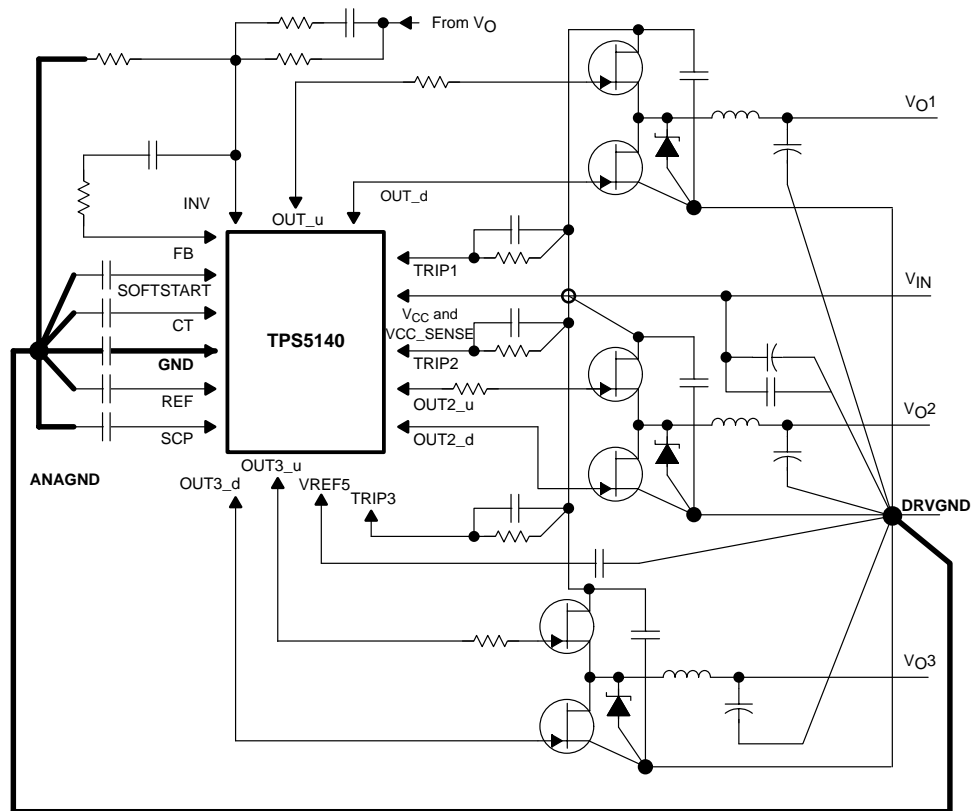 From VO
VO1
OUT_d
INV
OUT_u
FB
TRIP1
SOFTSTART
VIN
CT
TPS5140
VCC and
VCC_SENSE
GND
TRIP2
REF
OUT2_u
VO2
SCP
OUT2_d
OUT3_u
ANAGND
OUT3_d
VREF5
TRIP3
DRVGND
VO3